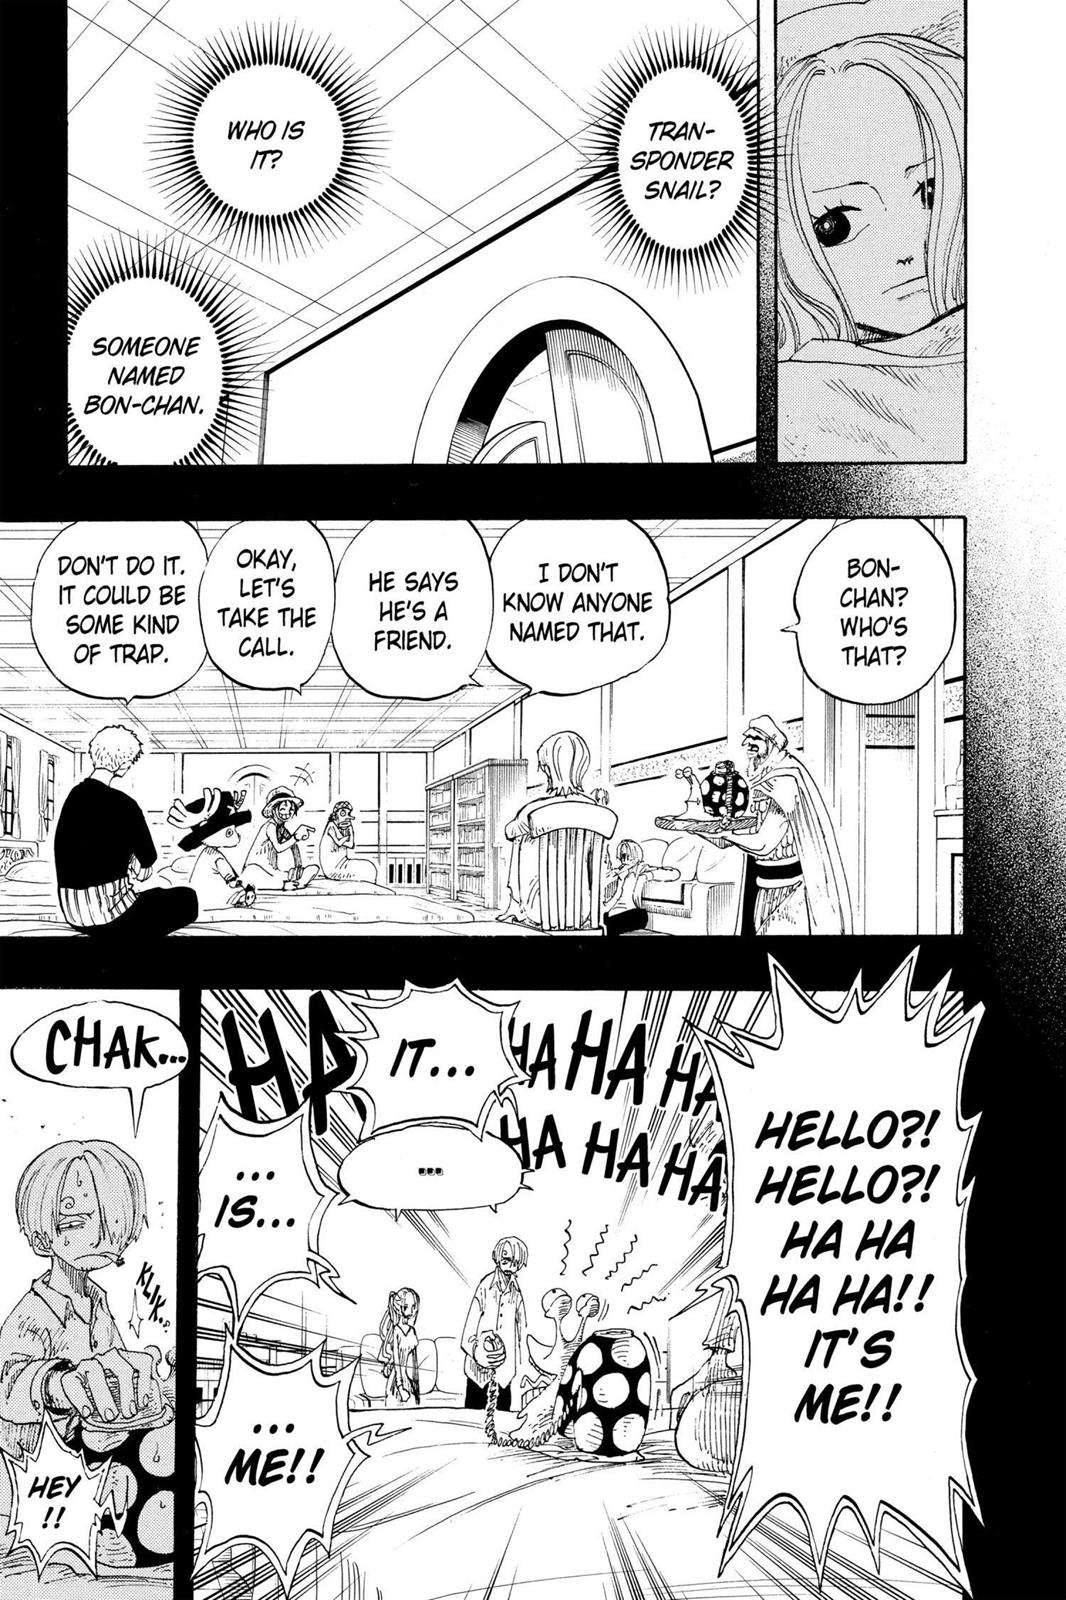 TRAN-
SPONDER
SNAIL?
WHO IS
IT?
SOMEONE
NAMED
BON-CHAN.
BON-
CHAN?
WHO'S
THAT?
I DON'T
KNOW ANYONE
NAMED THAT.
HE SAYS
HE'S A
FRIEND.
OKAY,
LET'S
TAKE THE
CALL.
DON'T DO IT.
IT COULD BE
SOME KIND
OF TRAP.
HELLO?!
HELLO?!
HA HA
HA HA!!
IT'S
ME!!
HA HA HA HA HA
HA HA HA
IT...
...
...
IS...
...
ME!!
CHAK...
KLIK...
HEY
!!